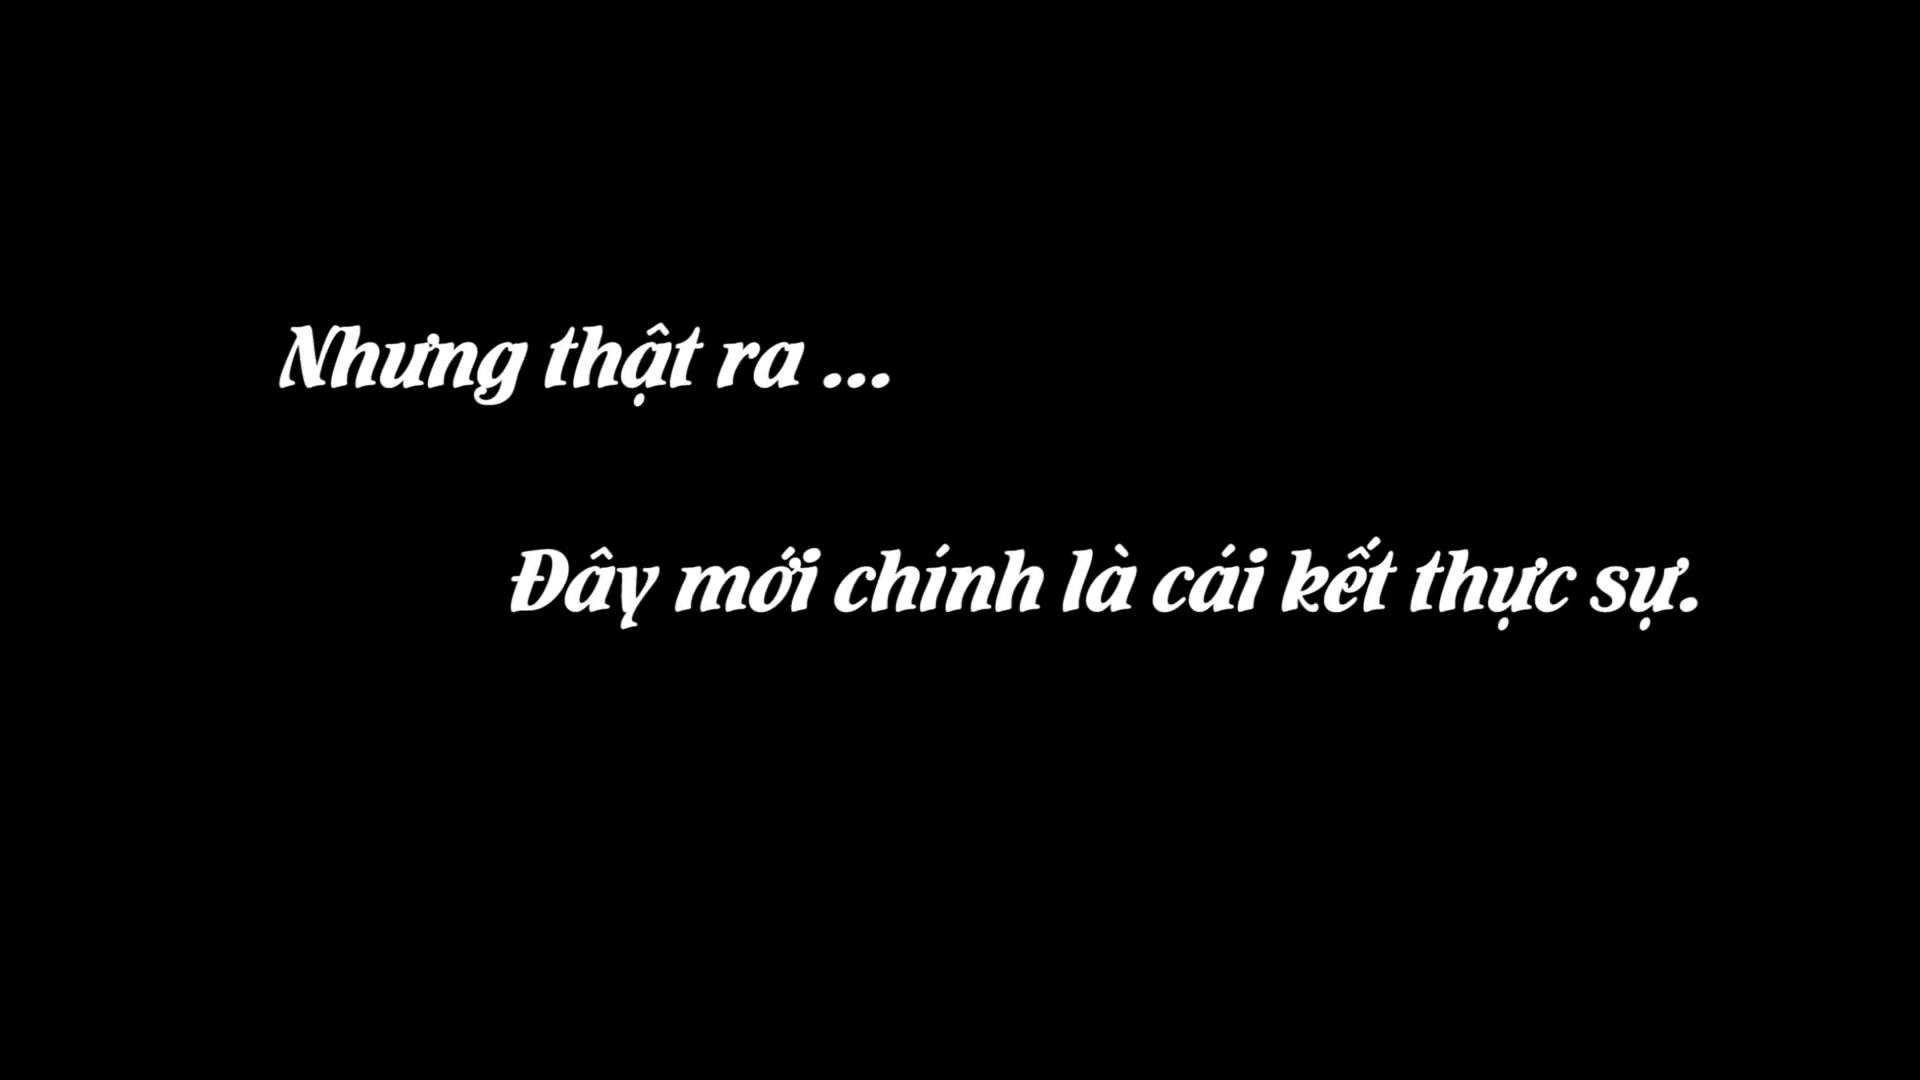 Nhưng thật ra ...
Đây mới chính là cái kết thực sự.